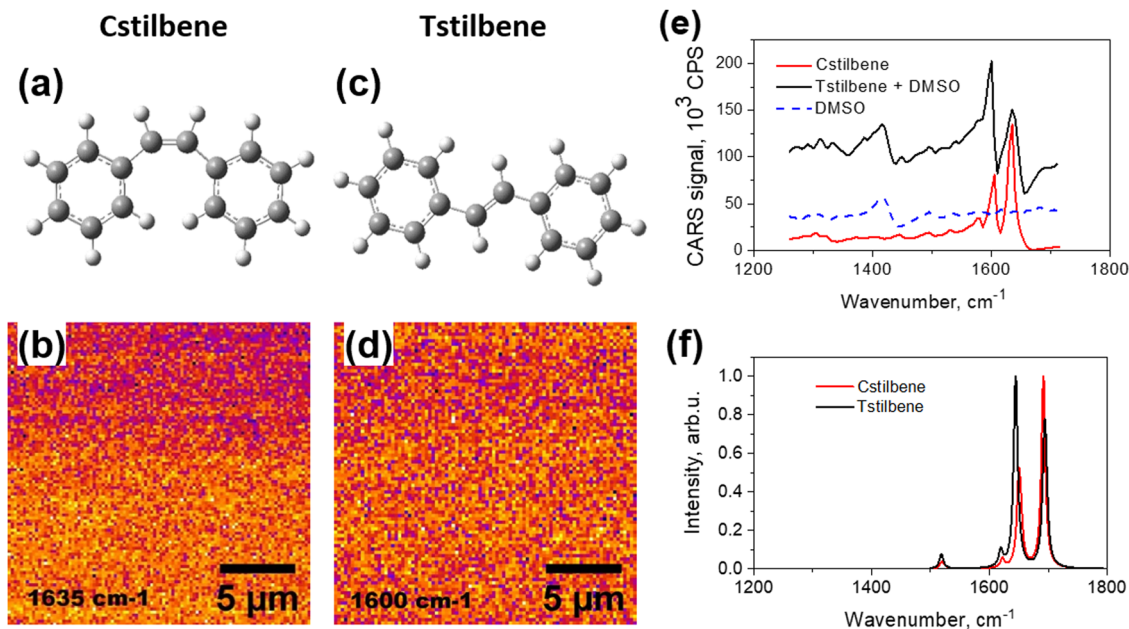 Cstilbene
Tstilbene
(a)
(c)
(e)
CARS signal, 10³ CPS
200
150
100
50
0
Cstilbene
Tstilbene + DMSO
DMSO
1200 1400 1600 1800
Wavenumber, cm⁻¹
(b)
1635 cm-1
5 μm
(d)
1600 cm-1
5 μm
(f)
Intensity, arb.u.
1.0
0.8
0.6
0.4
0.2
0.0
Cstilbene
Tstilbene
1200 1400 1600 1800
Wavenumber, cm⁻¹